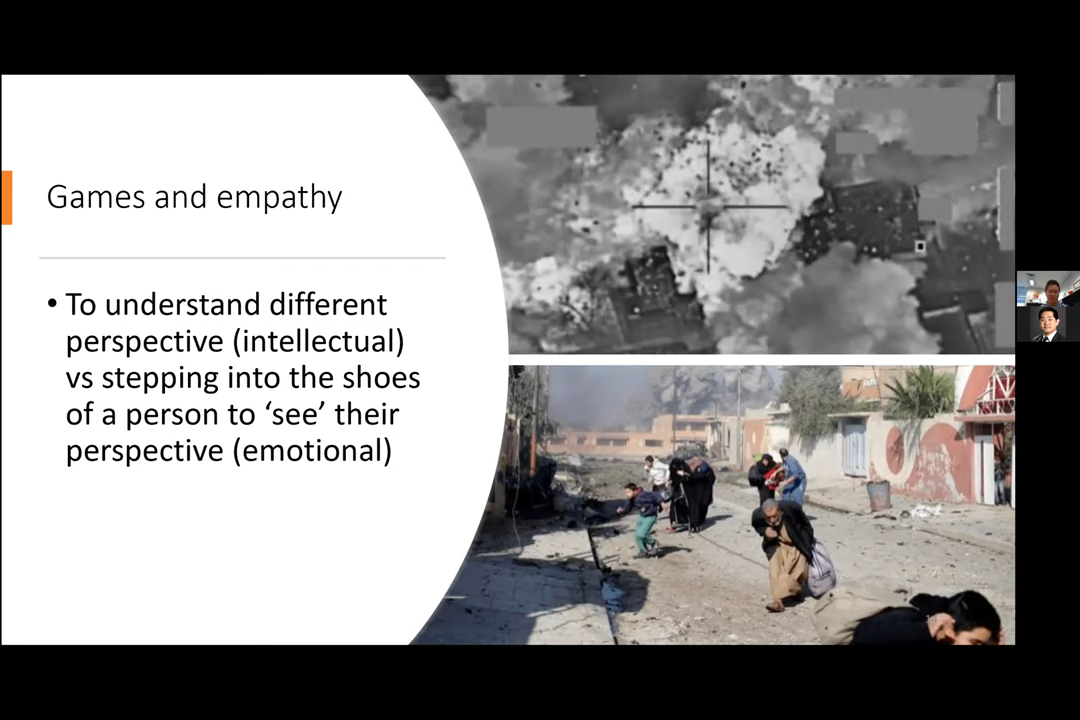 Games and empathy
• To understand different
perspective (intellectual)
vs stepping into the shoes
of a person to ‘see’ their
perspective (emotional)